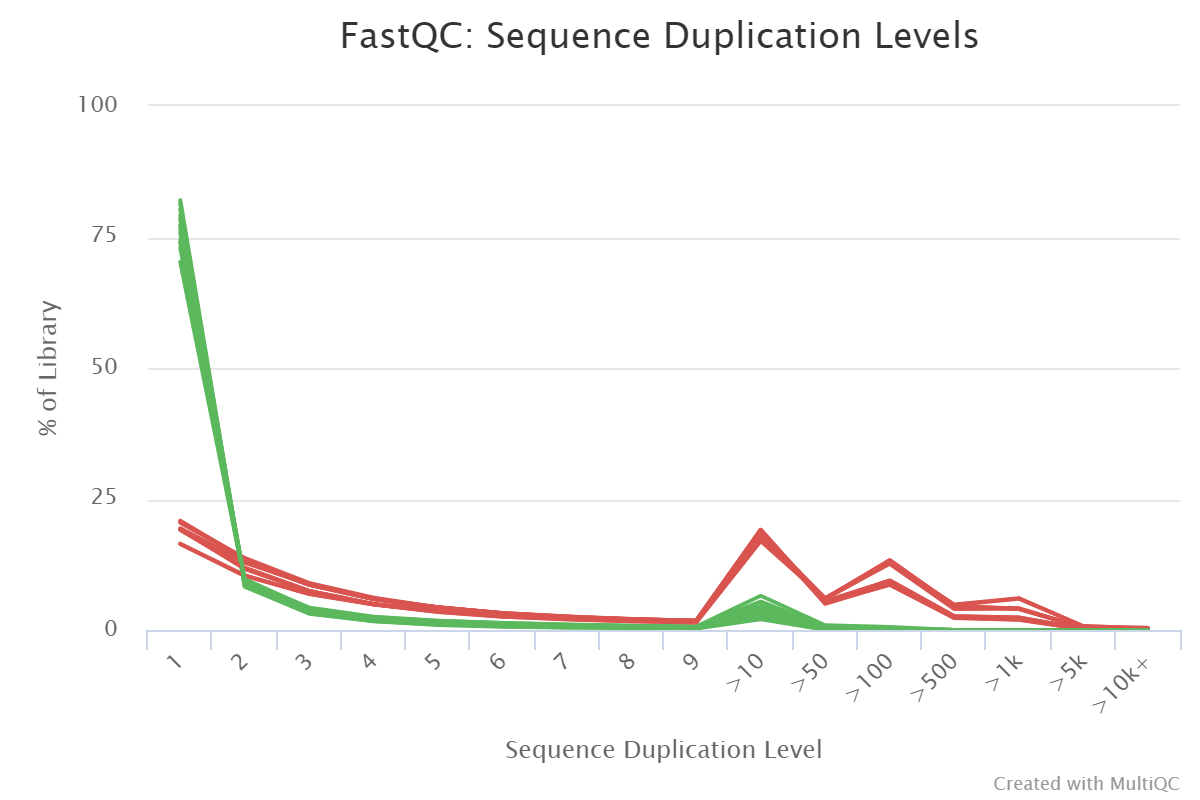 FastQC: Sequence Duplication Levels
100
75
50
25
0
% of Library
1
2
3
4
5
6
7
8
9
>10
>50
>100
>500
>1k
>5k
>10k+
Sequence Duplication Level
Created with MultiQC